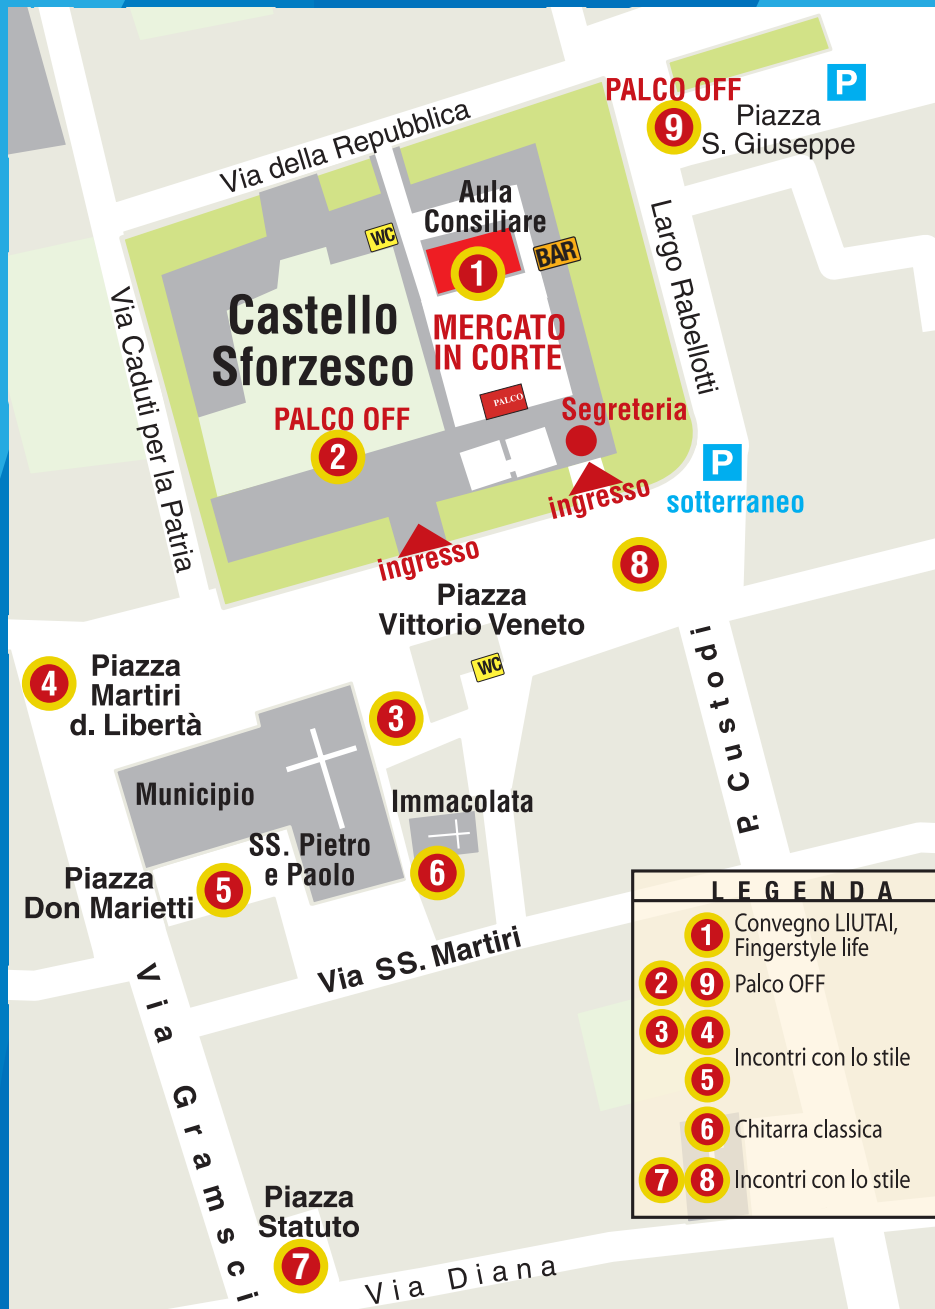 PALCO OFF
P
9
Piazza
S. Giuseppe
Via della Repubblica
Aula
Consiliare
WC
BAR
1
Largo Rabellotti
Via Caduti per la Patria
Castello
Sforzesco
MERCATO
IN CORTE
PALCO
PALCO OFF
2
Segreteria
P
sotterraneo
ingresso
ingresso
8
Piazza
Vittorio Veneto
WC
4
Piazza
Martiri
d. Libertà
3
P. Custodi
Municipio
Immacolata
SS. Pietro
e Paolo
6
Piazza
Don Marietti
5
Via SS. Martiri
Via Gramsci
Piazza
Statuto
7
Via Diana
LEGENDA
1 Convegno LIUTAI,
Fingerstyle life
2 9 Palco OFF
3 4
Incontri con lo stile
5
6 Chitarra classica
7 8 Incontri con lo stile